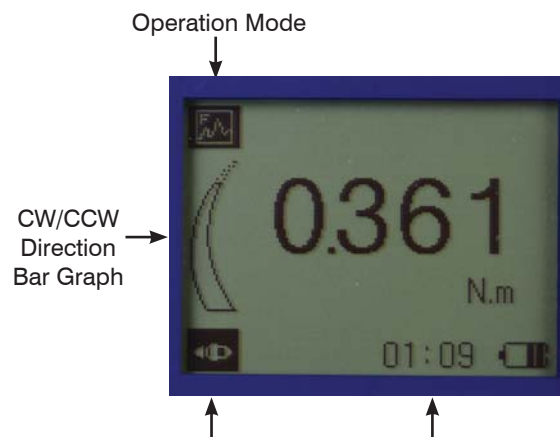 Operation Mode
F
0.361
CW/CCW
Direction
Bar Graph
N.m
01:09